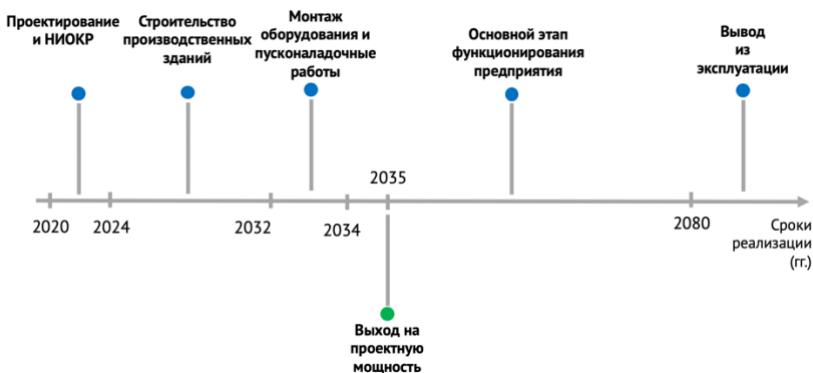 Проектирование
и НИОКР
Строительство
производственных
зданий
Монтаж
оборудования и
пусконаладочные
работы
Основной этап
функционирования
предприятия
Вывод
из
эксплуатации
2035
2020
2024
2032
2034
2080
Сроки
реализации
(гг.)
Выход на
проектную
мощность